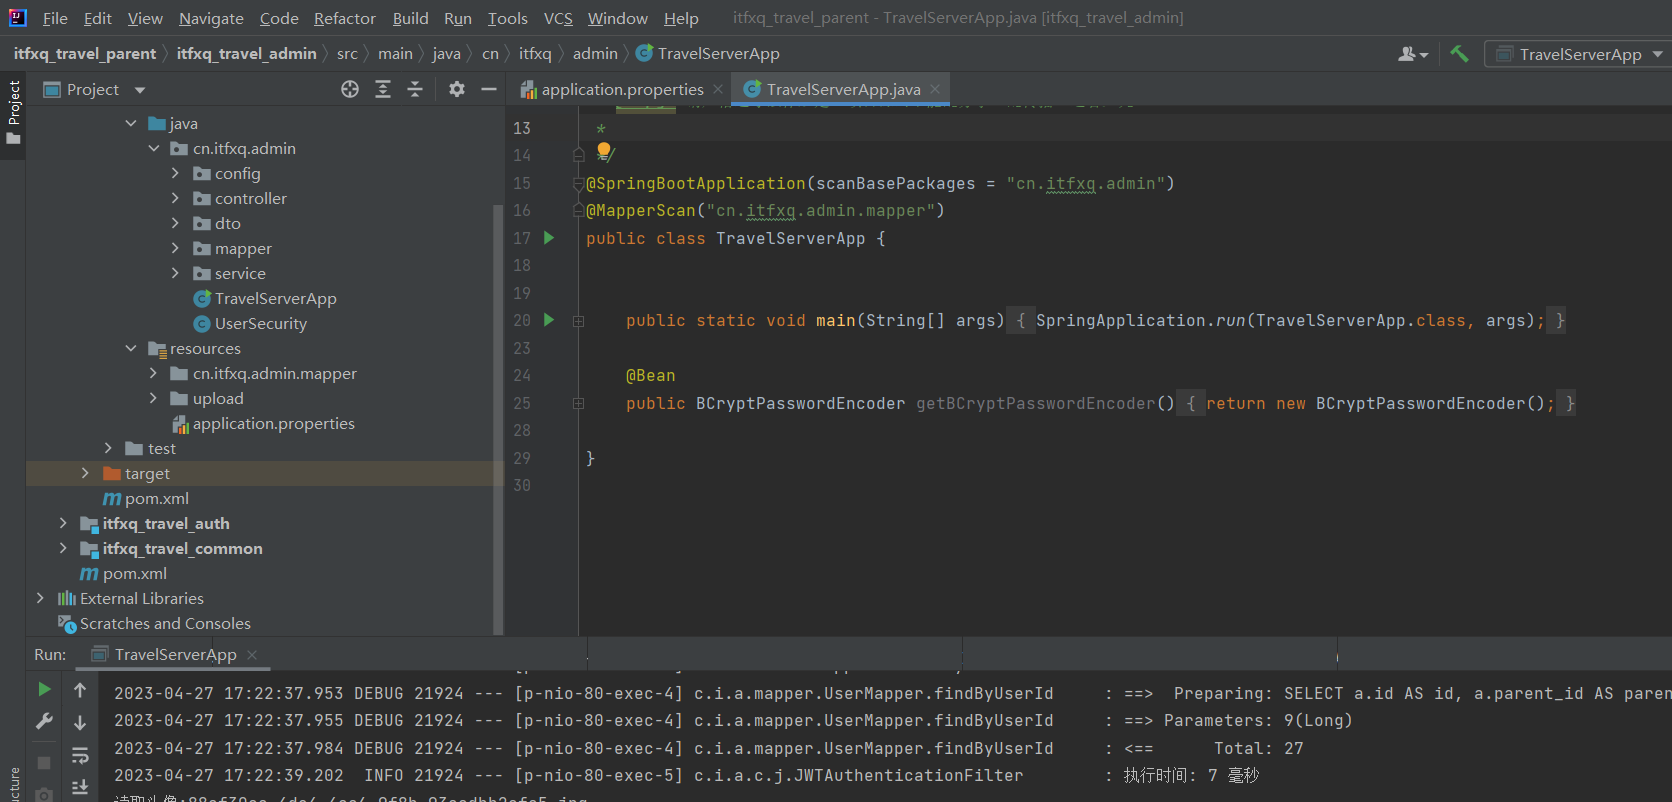 File Edit View Navigate Code Refactor Build Run Tools VCS Window Help itfxq_travel_parent - TravelServerApp.java [itfxq_travel_admin]
itfxq_travel_parent itfxq_travel_admin src main java cn itfxq admin TravelServerApp
TravelServerApp
Project
Project
application.properties
TravelServerApp.java
java
cn.itfxq.admin
config
controller
dto
mapper
service
TravelServerApp
UserSecurity
resources
cn.itfxq.admin.mapper
upload
application.properties
test
target
pom.xml
itfxq_travel_auth
itfxq_travel_common
pom.xml
External Libraries
Scratches and Consoles
13 *
14 */
15 @SpringBootApplication(scanBasePackages = "cn.itfxq.admin")
16 @MapperScan("cn.itfxq.admin.mapper")
17 public class TravelServerApp {
18
19
20 public static void main(String[] args) { SpringApplication.run(TravelServerApp.class, args); }
23
24 @Bean
25 public BCryptPasswordEncoder getBCryptPasswordEncoder() { return new BCryptPasswordEncoder(); }
28
29 }
30
Run: TravelServerApp
2023-04-27 17:22:37.953 DEBUG 21924 --- [p-nio-80-exec-4] c.i.a.mapper.UserMapper.findByUserId : ==> Preparing: SELECT a.id AS id, a.parent_id AS paren
2023-04-27 17:22:37.955 DEBUG 21924 --- [p-nio-80-exec-4] c.i.a.mapper.UserMapper.findByUserId : ==> Parameters: 9(Long)
2023-04-27 17:22:37.984 DEBUG 21924 --- [p-nio-80-exec-4] c.i.a.mapper.UserMapper.findByUserId : <== Total: 27
2023-04-27 17:22:39.202 INFO 21924 --- [p-nio-80-exec-5] c.i.a.c.j.JWTAuthenticationFilter : 执行时间: 7 毫秒
ucture